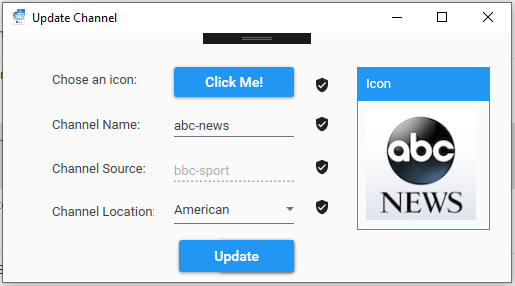 Update Channel
Chose an icon:
Click Me!
Channel Name:
abc-news
Channel Source:
bbc-sport
Channel Location:
American
Update
Icon
abc
NEWS